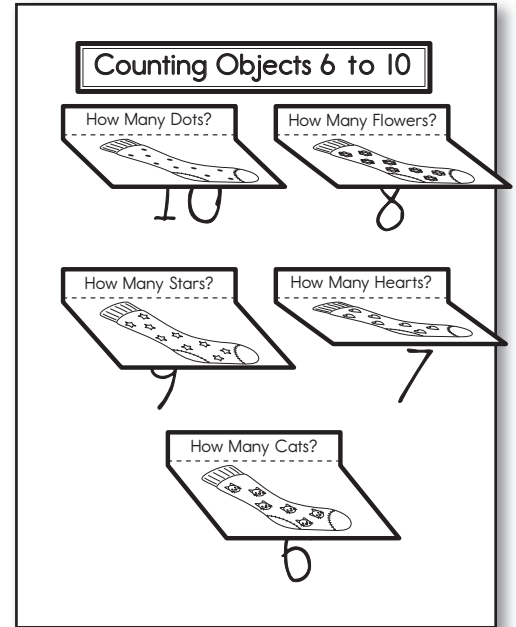 Counting Objects 6 to 10
How Many Dots?
How Many Flowers?
10
8
How Many Stars?
How Many Hearts?
9
7
How Many Cats?
6